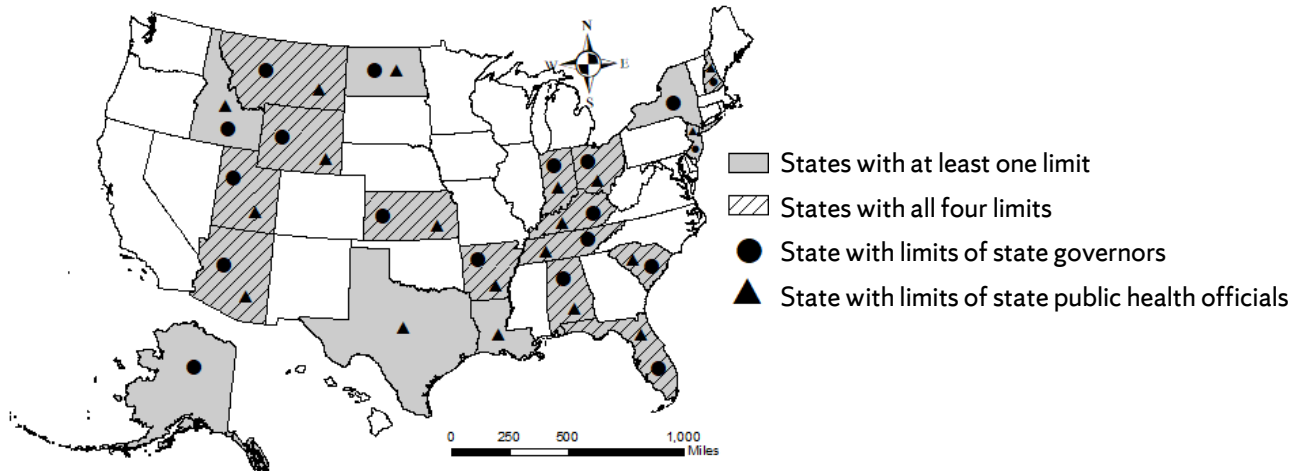 N
W E
S
States with at least one limit
States with all four limits
State with limits of state governors
State with limits of state public health officials
0 250 500 1,000
Miles